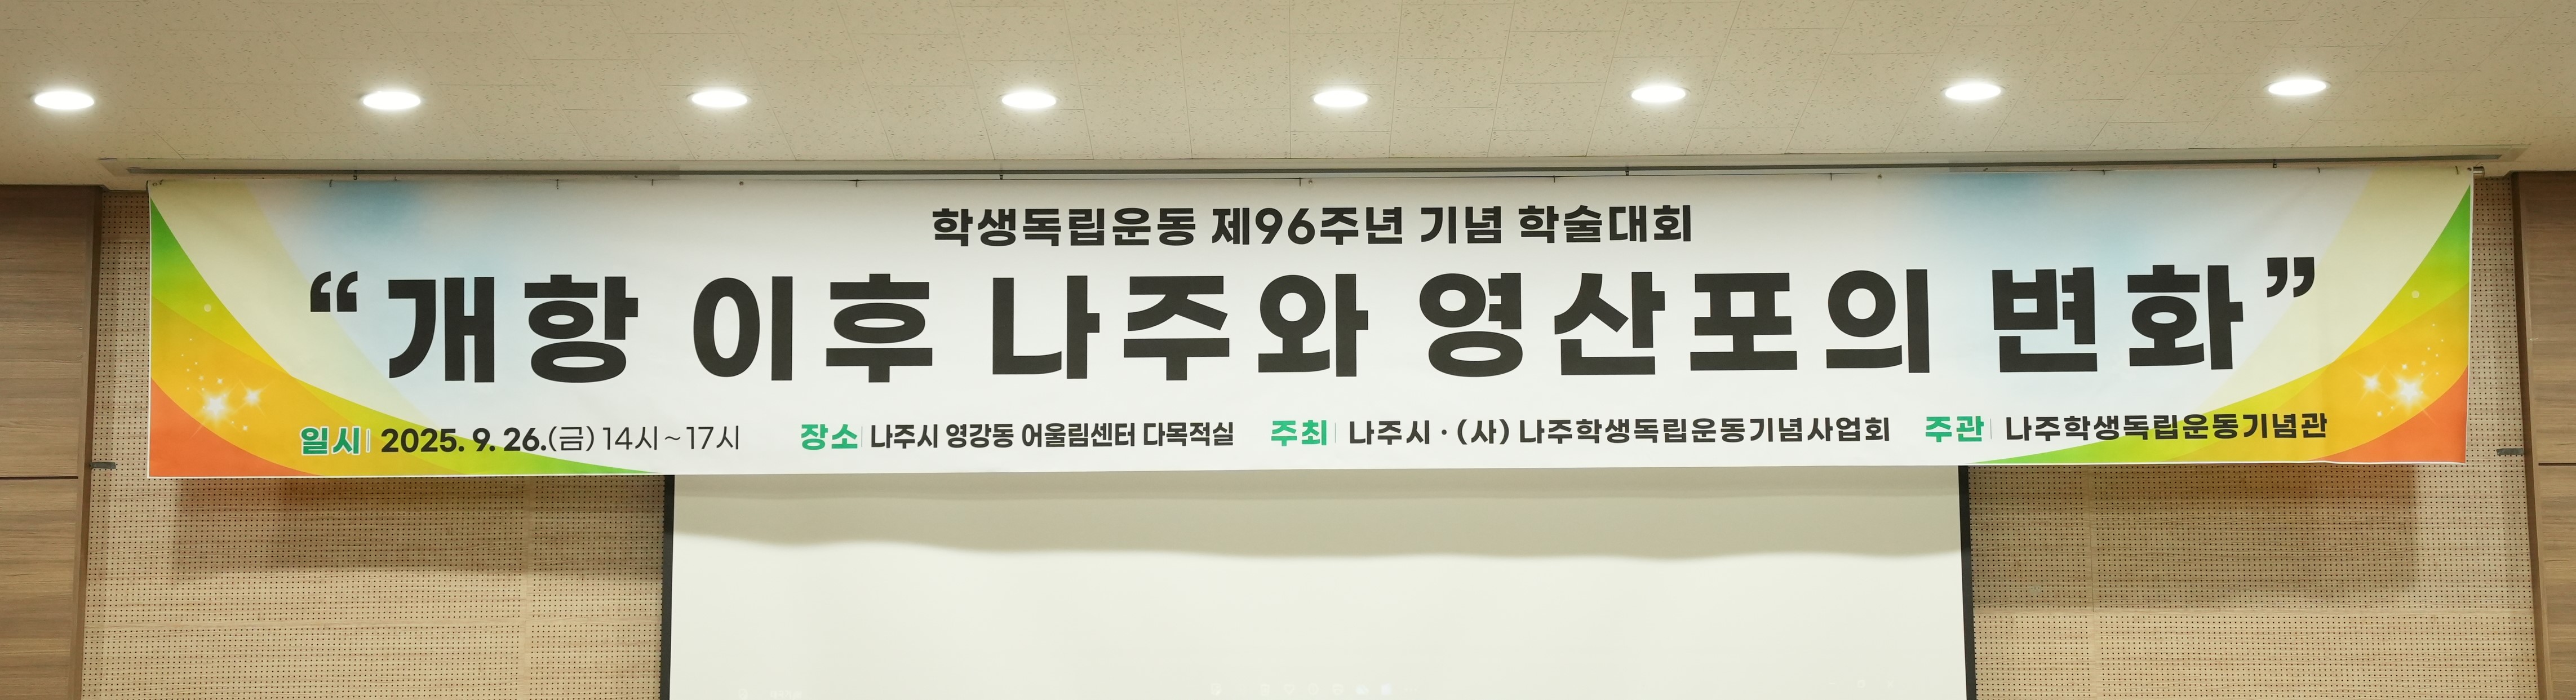 학생독립운동 제96주년 기념 학술대회
“개항 이후 나주와 영산포의 변화”
일시 2025. 9. 26.(금) 14시~17시 장소 나주시 영강동 어울림센터 다목적실 주최 나주시·(사) 나주학생독립운동기념사업회 주관 나주학생독립운동기념관